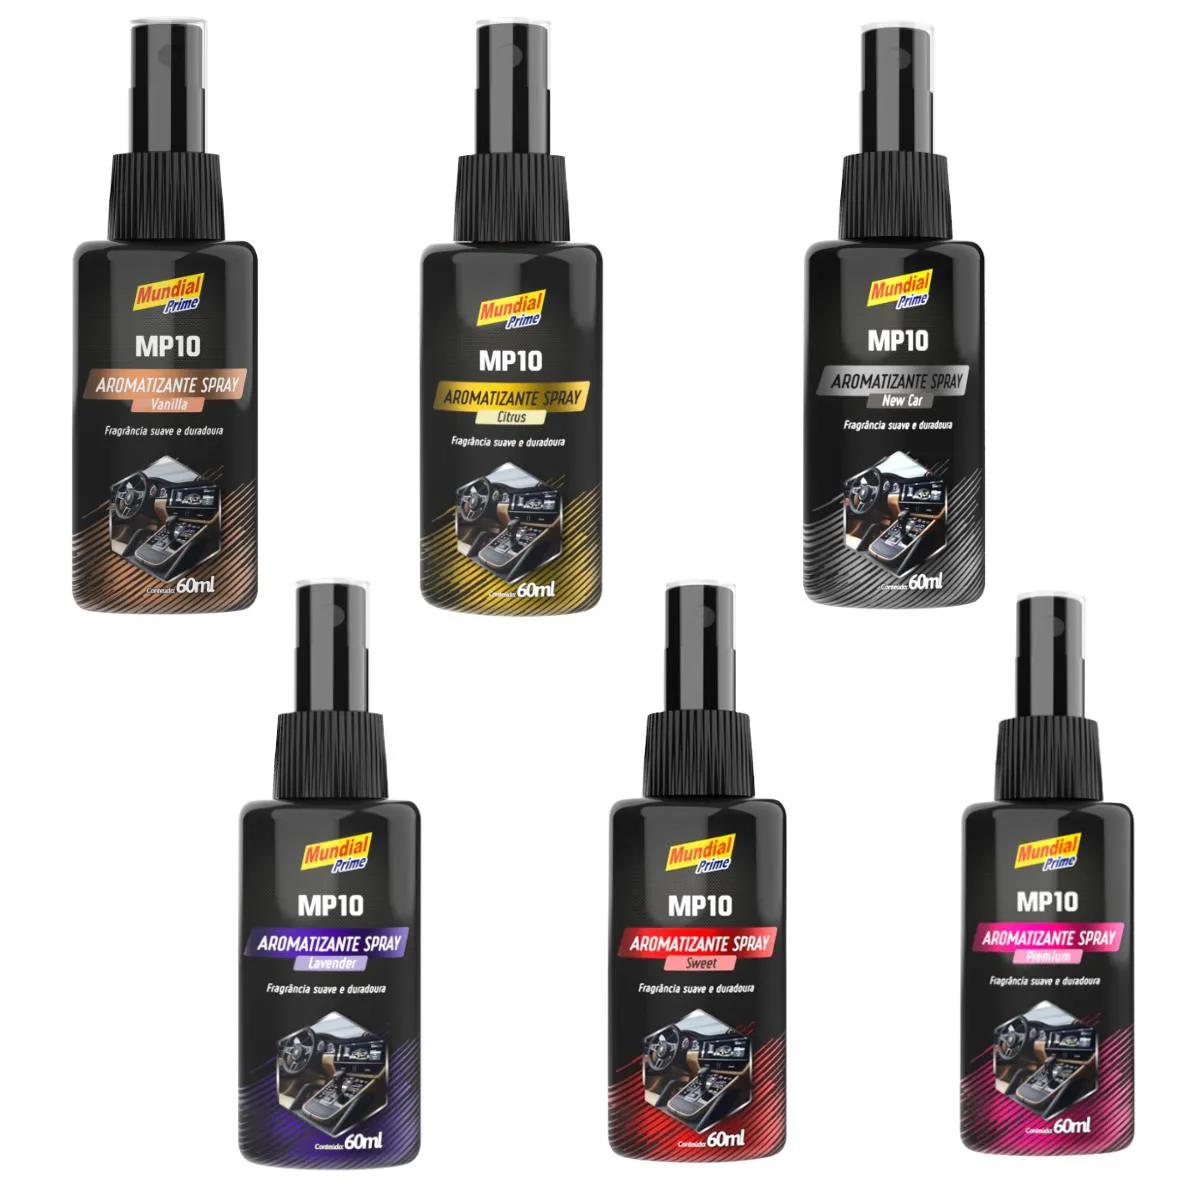 Mundial
Prime
MP10
AROMATIZANTE SPRAY
Vanilla
Fragrância suave e duradoura
Conteúdo: 60ml
Mundial
Prime
MP10
AROMATIZANTE SPRAY
Citrus
Fragrância suave e duradoura
Conteúdo: 60ml
Mundial
Prime
MP10
AROMATIZANTE SPRAY
New Car
Fragrância suave e duradoura
Conteúdo: 60ml
Mundial
Prime
MP10
AROMATIZANTE SPRAY
Lavender
Fragrância suave e duradoura
Conteúdo: 60ml
Mundial
Prime
MP10
AROMATIZANTE SPRAY
Sweet
Fragrância suave e duradoura
Conteúdo: 60ml
Mundial
Prime
MP10
AROMATIZANTE SPRAY
Premium
Fragrância suave e duradoura
Conteúdo: 60ml